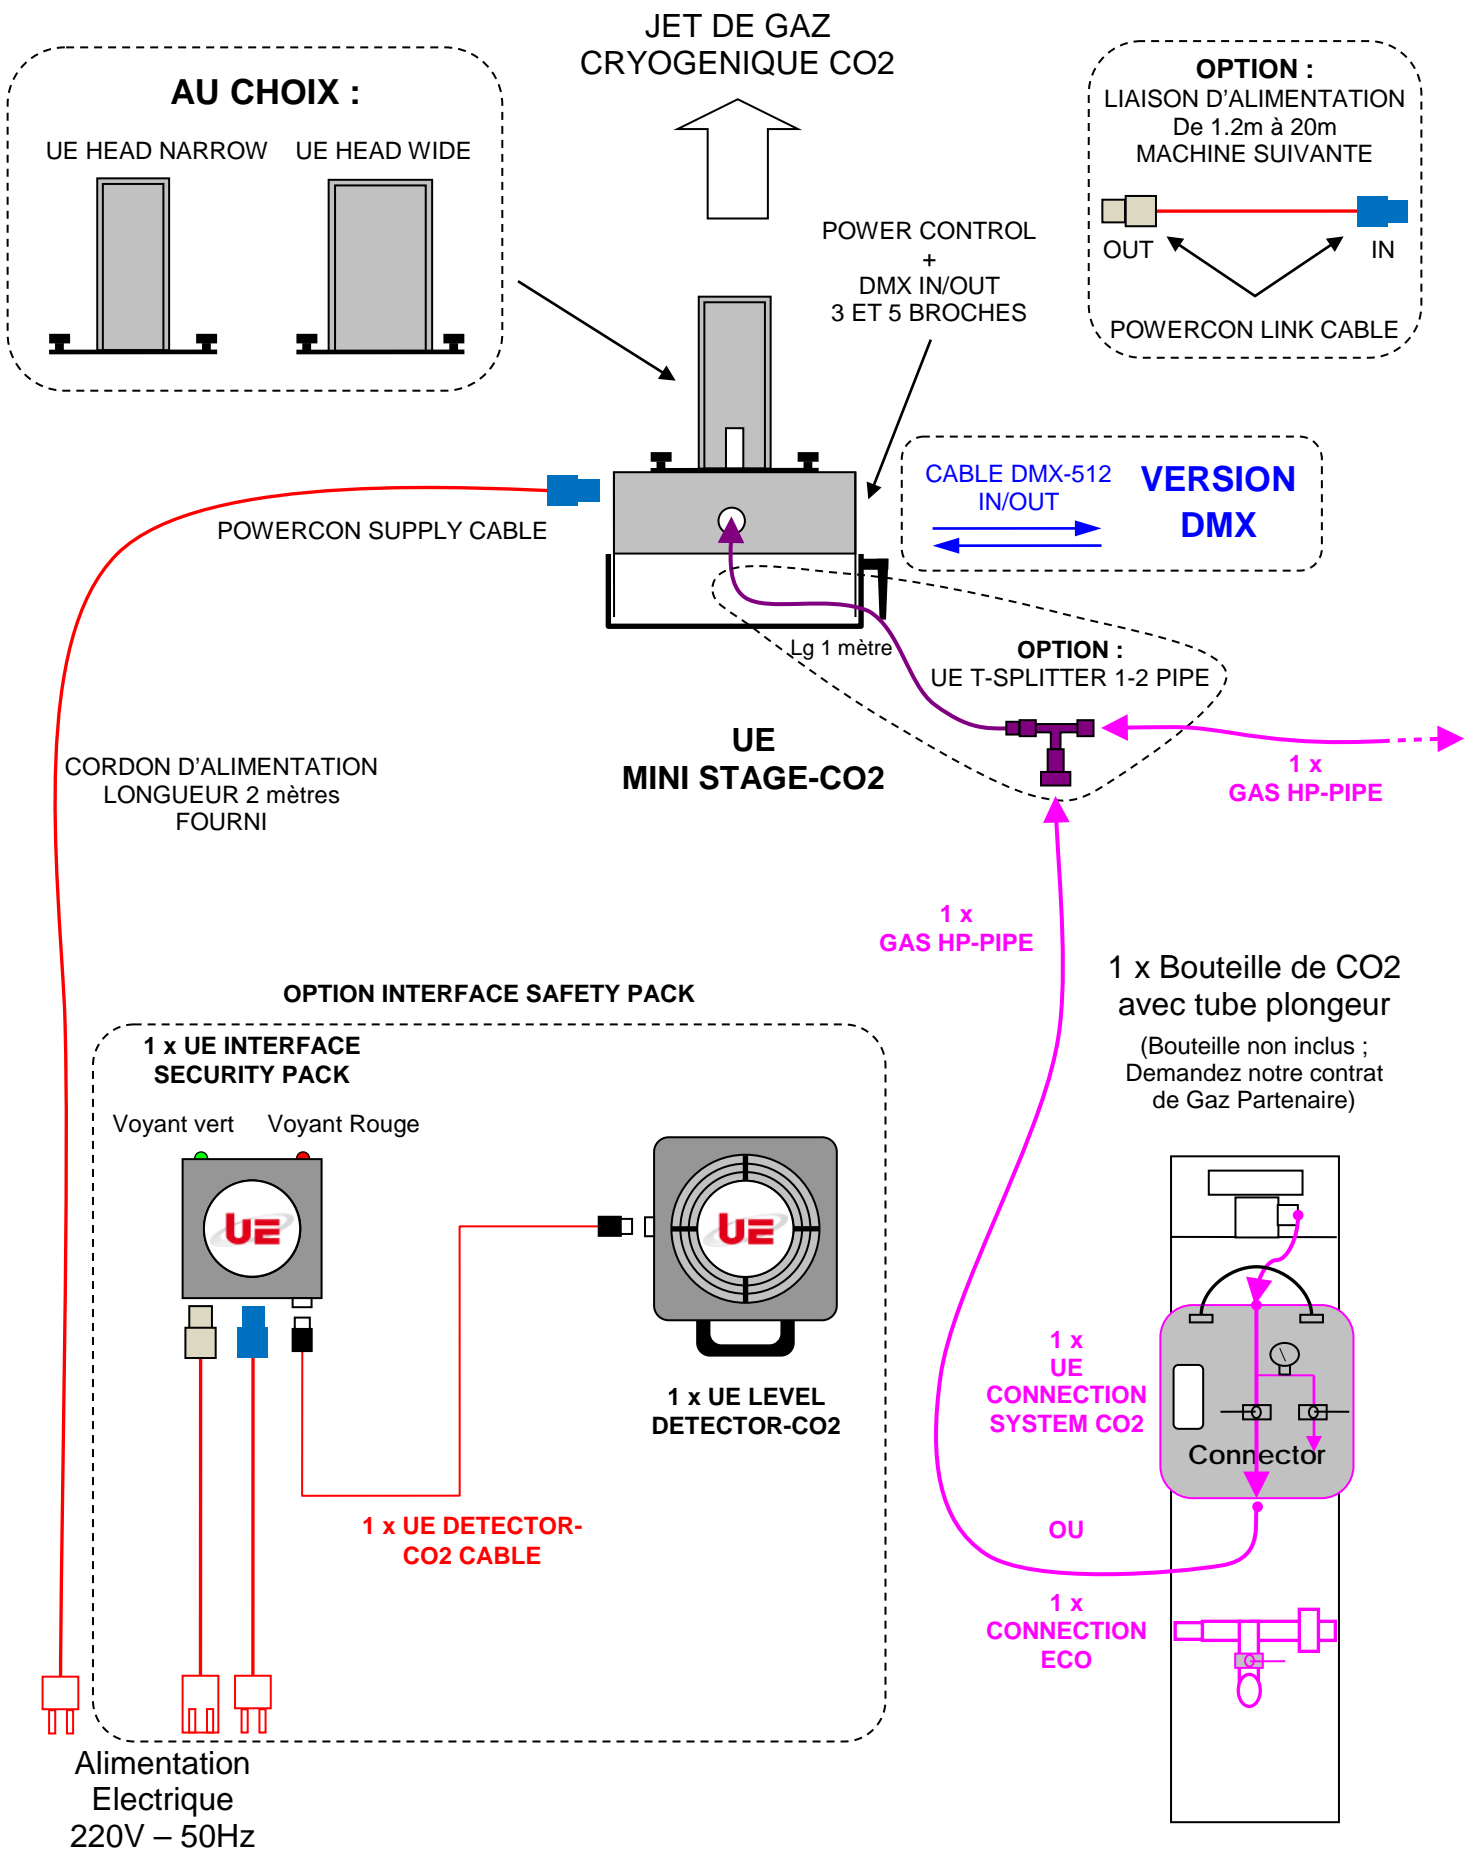 JET DE GAZ
CRYOGENIQUE CO2
AU CHOIX :
UE HEAD NARROW
UE HEAD WIDE
OPTION :
LIAISON D'ALIMENTATION
De 1.2m à 20m
MACHINE SUIVANTE
OUT
IN
POWERCON LINK CABLE
POWER CONTROL
+
DMX IN/OUT
3 ET 5 BROCHES
CABLE DMX-512
IN/OUT
VERSION
DMX
POWERCON SUPPLY CABLE
Lg 1 mètre
OPTION :
UE T-SPLITTER 1-2 PIPE
UE
MINI STAGE-CO2
1 x
GAS HP-PIPE
CORDON D'ALIMENTATION
LONGUEUR 2 mètres
FOURNI
1 x
GAS HP-PIPE
1 x Bouteille de CO2
avec tube plongeur
(Bouteille non inclus ;
Demandez notre contrat
de Gaz Partenaire)
OPTION INTERFACE SAFETY PACK
1 x UE INTERFACE
SECURITY PACK
Voyant vert
Voyant Rouge
UE
UE
1 x UE LEVEL
DETECTOR-CO2
1 x UE DETECTOR-
CO2 CABLE
1 x
UE
CONNECTION
SYSTEM CO2
Connector
OU
1 x
CONNECTION
ECO
Alimentation
Electrique
220V – 50Hz